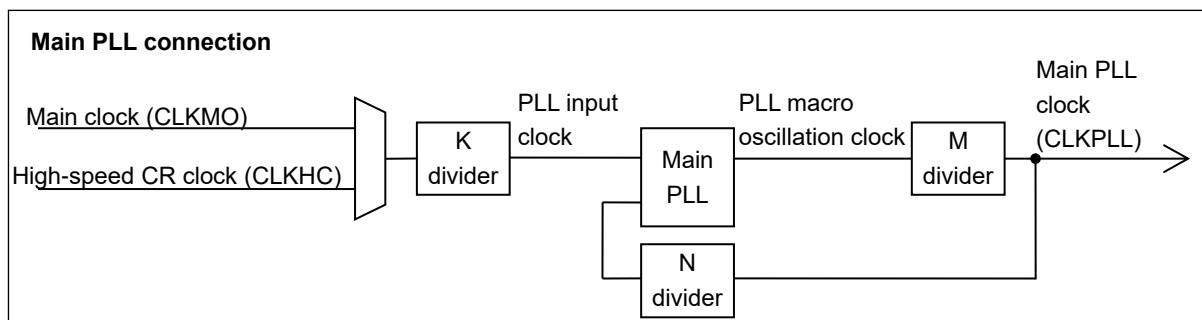 Main PLL connection
Main clock (CLKMO)
High-speed CR clock (CLKHC)
K
divider
PLL input
clock
Main
PLL
PLL macro
oscillation clock
M
divider
Main PLL
clock
(CLKPLL)
N
divider